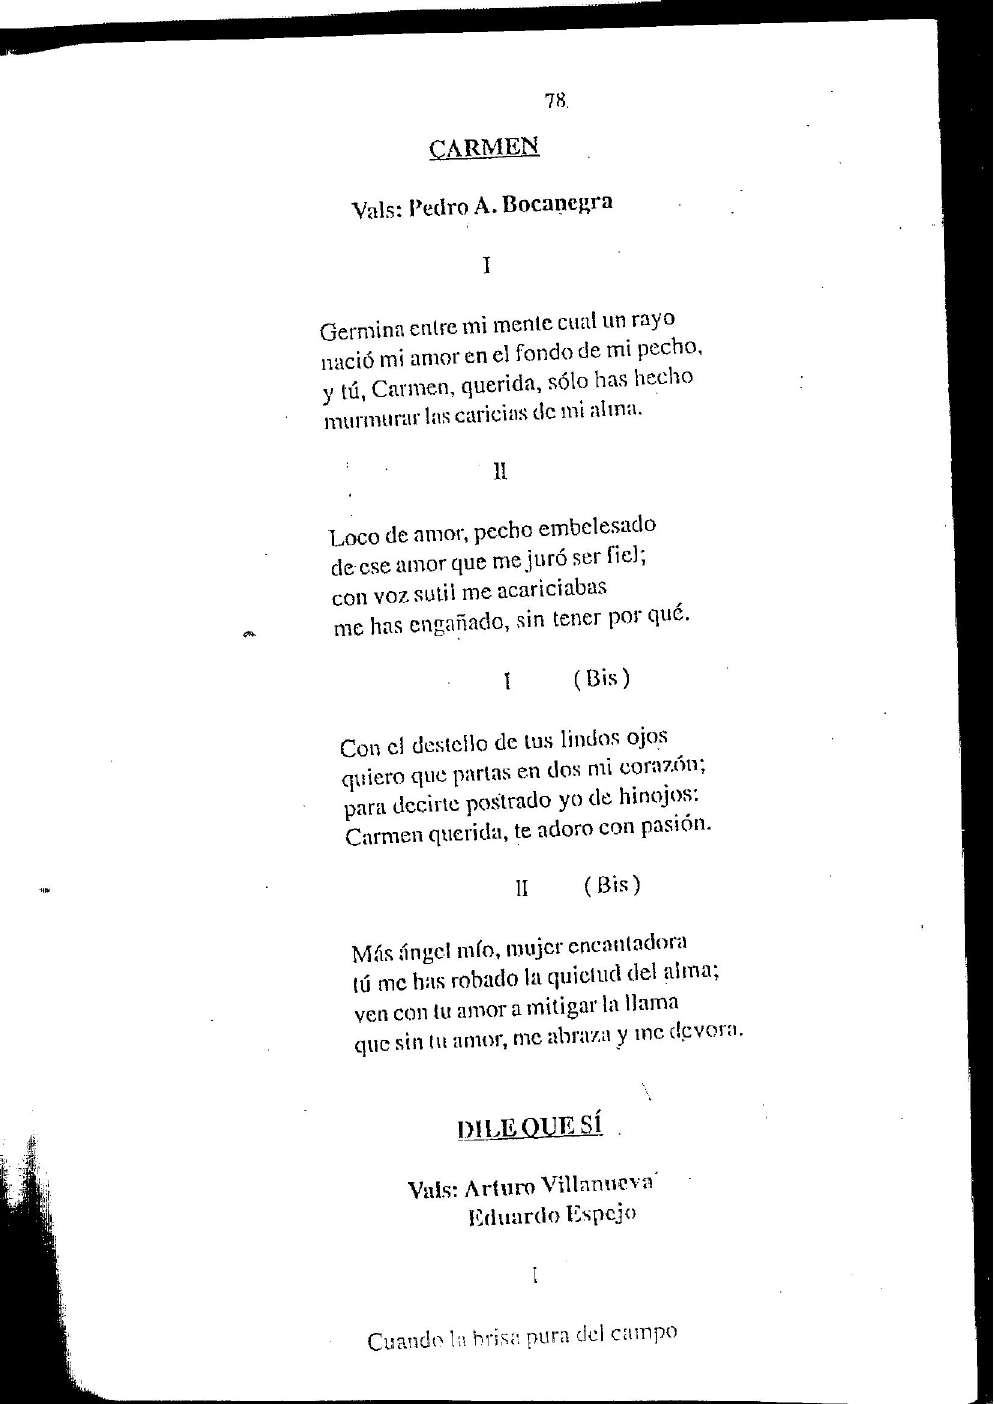 78
CARMEN
Vals: Pedro A. Bocanegra
I
Germina entre mi mente cual un rayo
nació mi amor en el fondo de mi pecho,
y tú, Carmen, querida, sólo has hecho
murmurar las caricias de mi alma.
II
Loco de amor, pecho embelesado
de ese amor que me juró ser fiel;
con voz sutil me acariciabas
me has engañado, sin tener por qué.
I (Bis)
Con el destello de tus lindos ojos
quiero que partas en dos mi corazón;
para decirte postrado yo de hinojos:
Carmen querida, te adoro con pasión.
II (Bis)
Más ángel mío, mujer encantadora
tú me has robado la quietud del alma;
ven con tu amor a mitigar la llama
que sin tu amor, me abraza y me devora.
DILE QUE SÍ
Vals: Arturo Villanueva
Eduardo Espejo
I
Cuando la brisa pura del campo